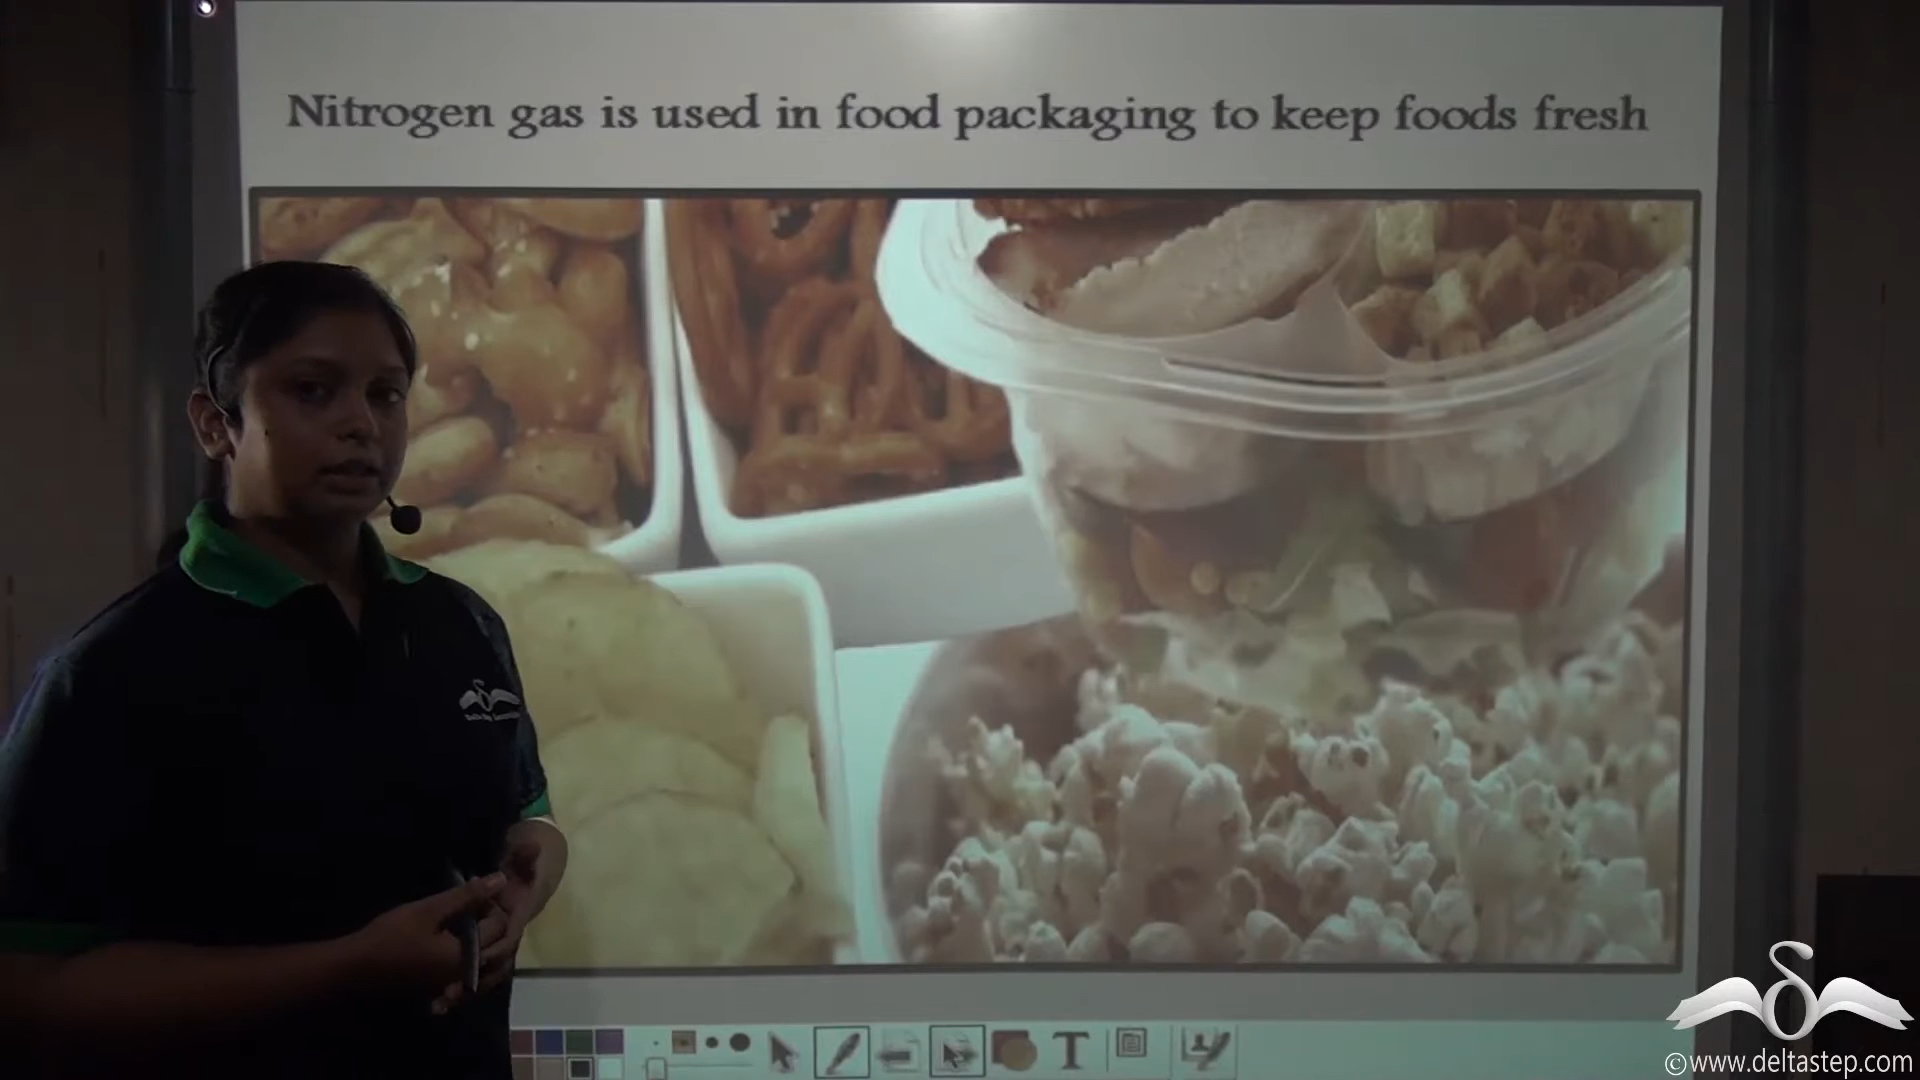 Nitrogen gas is used in food packaging to keep foods fresh
T
©www.deltastep.com